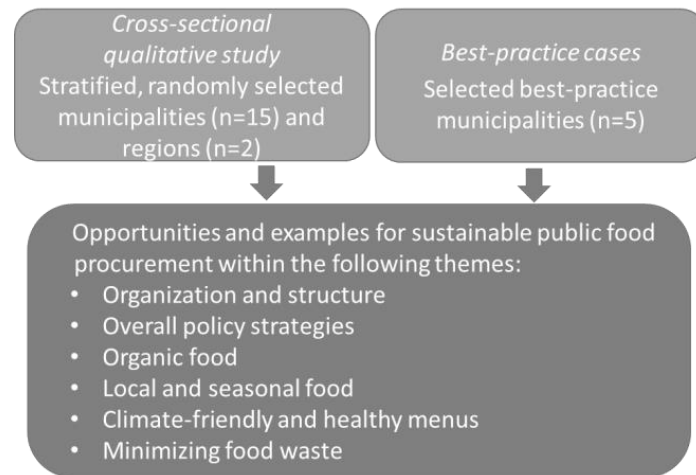 Cross-sectional
qualitative study
Stratified, randomly selected
municipalities (n=15) and
regions (n=2)
Best-practice cases
Selected best-practice
municipalities (n=5)
Opportunities and examples for sustainable public food
procurement within the following themes:
• Organization and structure
• Overall policy strategies
• Organic food
• Local and seasonal food
• Climate-friendly and healthy menus
• Minimizing food waste